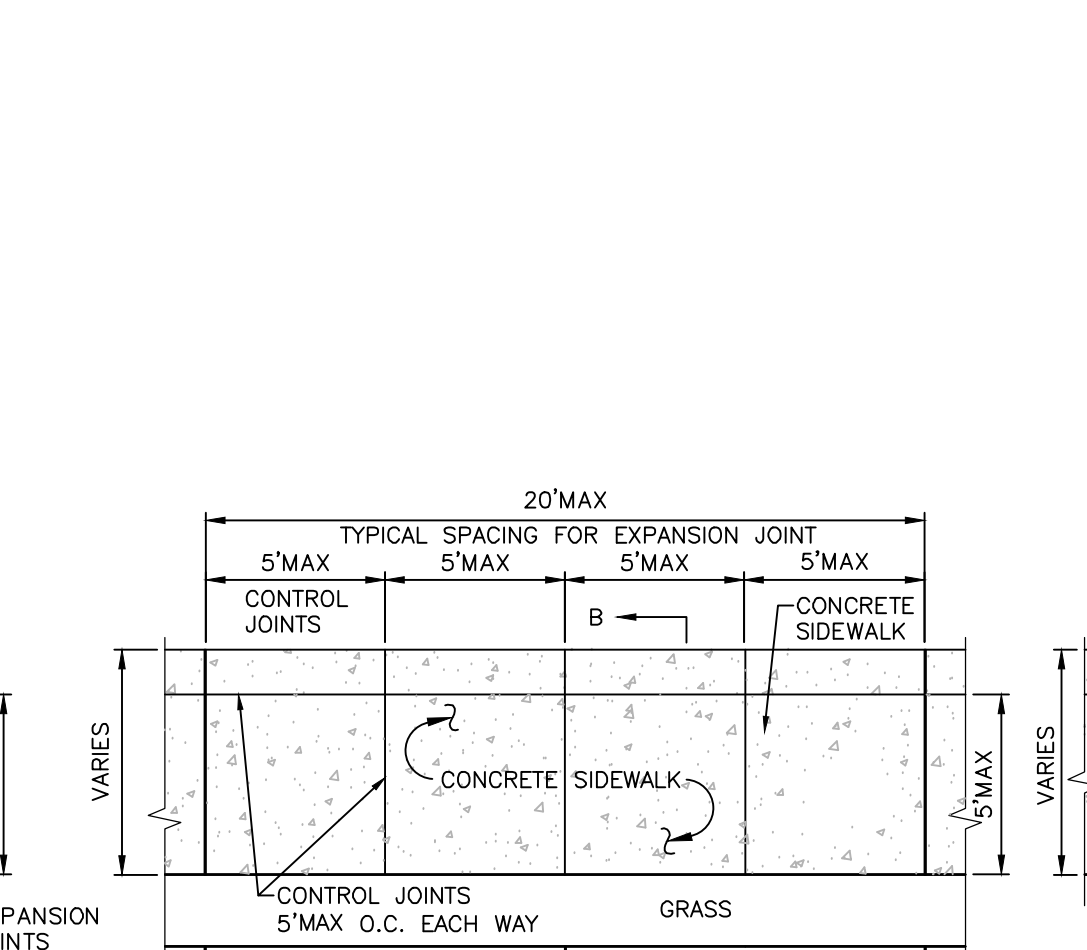 20'MAX
TYPICAL SPACING FOR EXPANSION JOINT
5'MAX 5'MAX 5'MAX 5'MAX
CONTROL
JOINTS
B
CONCRETE
SIDEWALK
VARIES
CONCRETE SIDEWALK
5'MAX
VARIES
CONTROL JOINTS
5'MAX O.C. EACH WAY
GRASS
PANSION
INTS